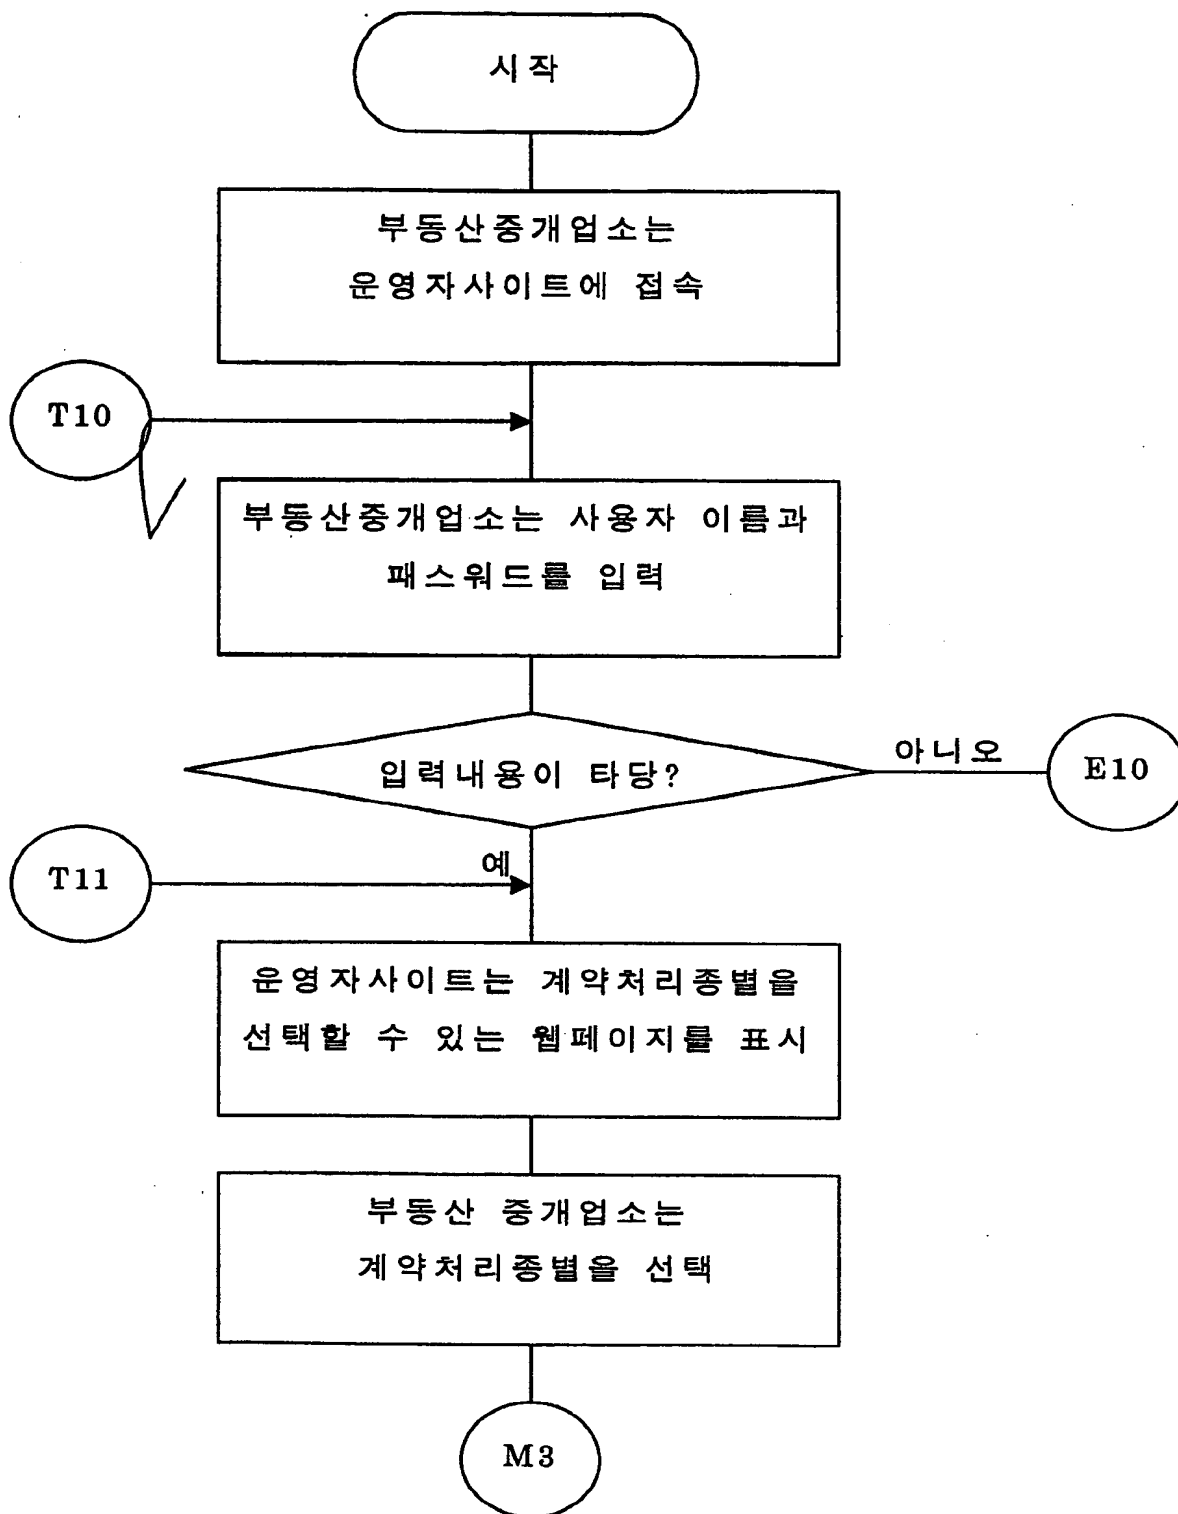 시작
부동산중개업소는
운영자사이트에 접속
T10
부동산중개업소는 사용자 이름과
패스워드를 입력
입력내용이 타당?
아니오
E10
예
T11
운영자사이트는 계약처리종별을
선택할 수 있는 웹페이지를 표시
부동산 중개업소는
계약처리종별을 선택
M3